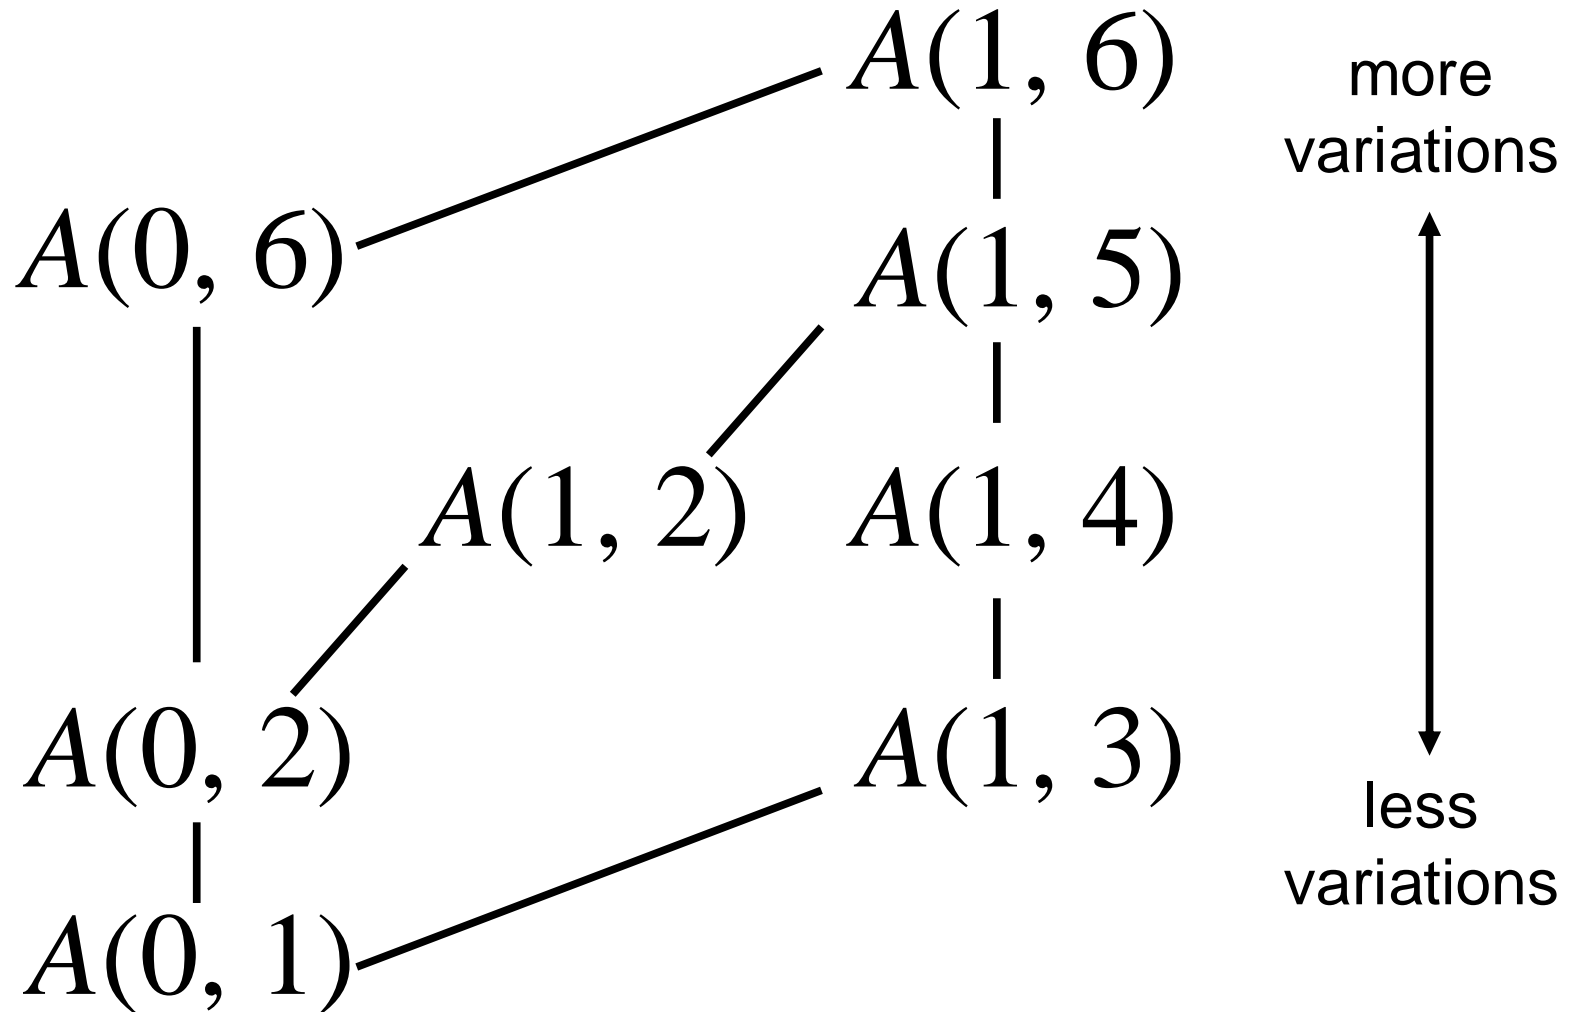 A(1, 6)
more
variations
A(0, 6)
A(1, 5)
A(1, 2)
A(1, 4)
A(0, 2)
A(1, 3)
less
variations
A(0, 1)